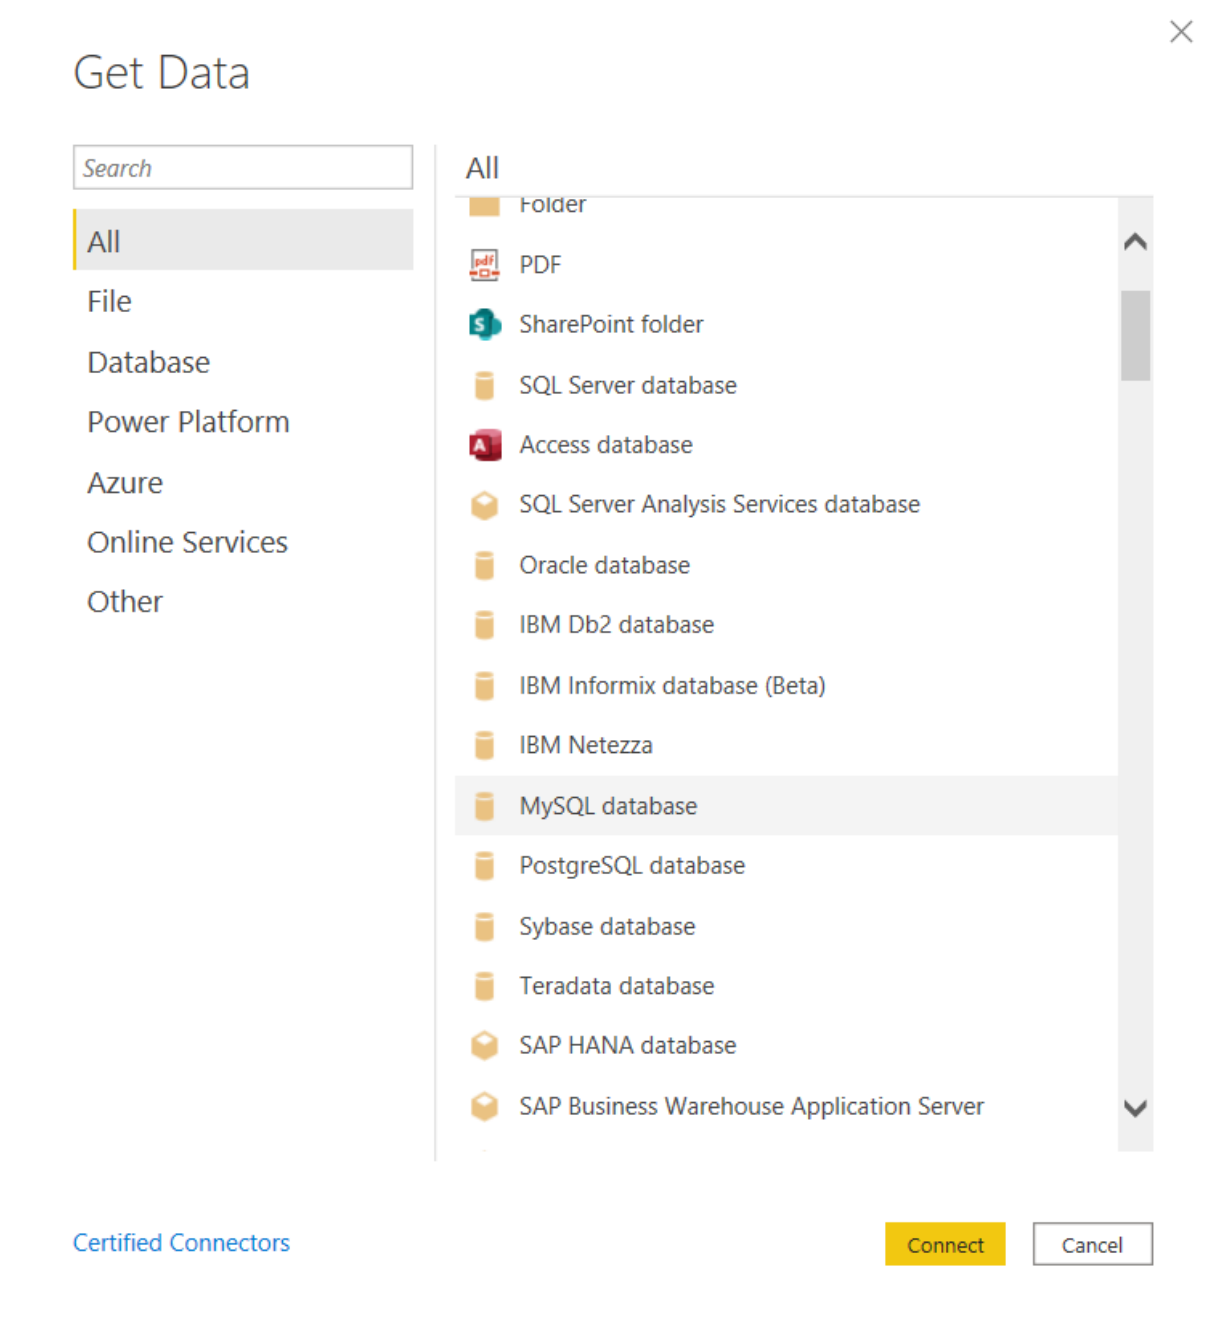 Get Data
Search
All
File
Database
Power Platform
Azure
Online Services
Other
All
Folder
PDF
SharePoint folder
SQL Server database
Access database
SQL Server Analysis Services database
Oracle database
IBM Db2 database
IBM Informix database (Beta)
IBM Netezza
MySQL database
PostgreSQL database
Sybase database
Teradata database
SAP HANA database
SAP Business Warehouse Application Server
Certified Connectors
Connect
Cancel